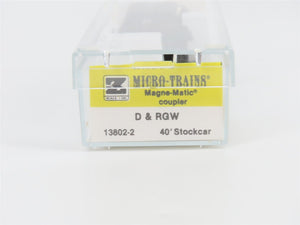 Z
MICRO-TRAINS®
Magne-Matic®
coupler
D & RGW
13802-2 40' Stockcar